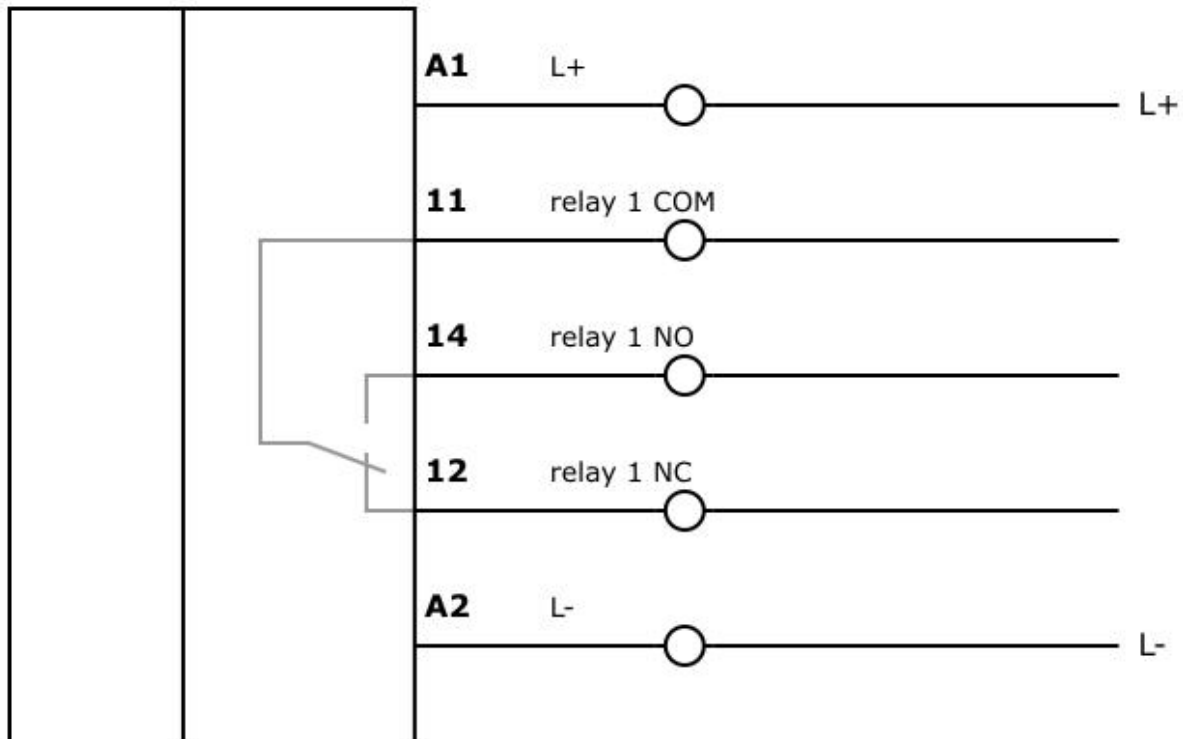 A1 L+
L+
11 relay 1 COM
14 relay 1 NO
12 relay 1 NC
A2 L-
L-